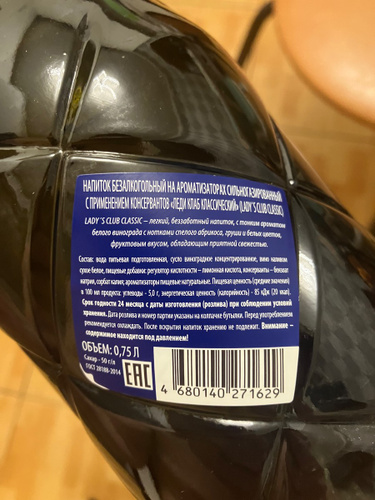 НАПИТОК БЕЗАЛКОГОЛЬНЫЙ НА АРОМАТИЗАТОРАХ СИЛЬНОГАЗИРОВАННЫЙ
С ПРИМЕНЕНИЕМ КОНСЕРВАНТОВ «ЛЕДИ КЛАБ КЛАССИЧЕСКИЙ» (LADY`S CLUB CLASSIC)
LADY`S CLUB CLASSIC – легкий, беззаботный напиток, с тонким ароматом
белого винограда с нотками спелого абрикоса, груши и белых цветов,
фруктовым вкусом, обладающим приятной свежестью.
Состав: вода питьевая подготовленная, сусло виноградное концентрированное, вино наливом
сухое белое, пищевые добавки: регулятор кислотности – лимонная кислота, консерванты – бензоат
натрия, сорбат калия; ароматизаторы пищевые натуральные. Пищевая ценность (средние значения)
в 100 мл продукта: углеводы - 5,0 г, энергетическая ценность (калорийность) - 85 кДж (20 ккал).
Срок годности 24 месяца с даты изготовления (розлива) при соблюдении условий
хранения. Дата розлива и номер партии указаны на колпачке бутылки. Перед употреблением
рекомендуется охлаждать. После вскрытия напиток хранению не подлежит. Внимание –
содержимое находится под давлением!
ОБЪЕМ: 0,75 Л
Сахар - 50 г/л
ГОСТ 28188-2014
EAC
4 680140 271629